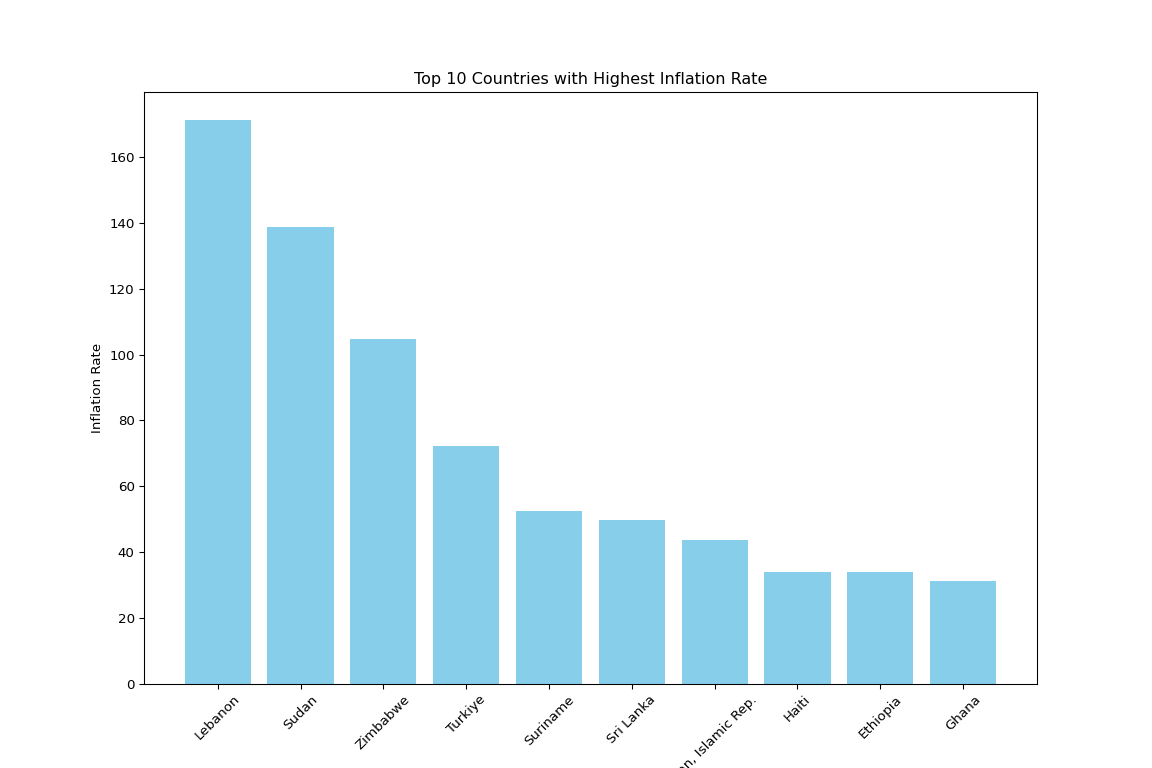 Top 10 Countries with Highest Inflation Rate
Inflation Rate
160
140
120
100
80
60
40
20
0
Lebanon
Sudan
Zimbabwe
Turkiye
Suriname
Sri Lanka
Islamic Rep.
Haiti
Ethiopia
Ghana